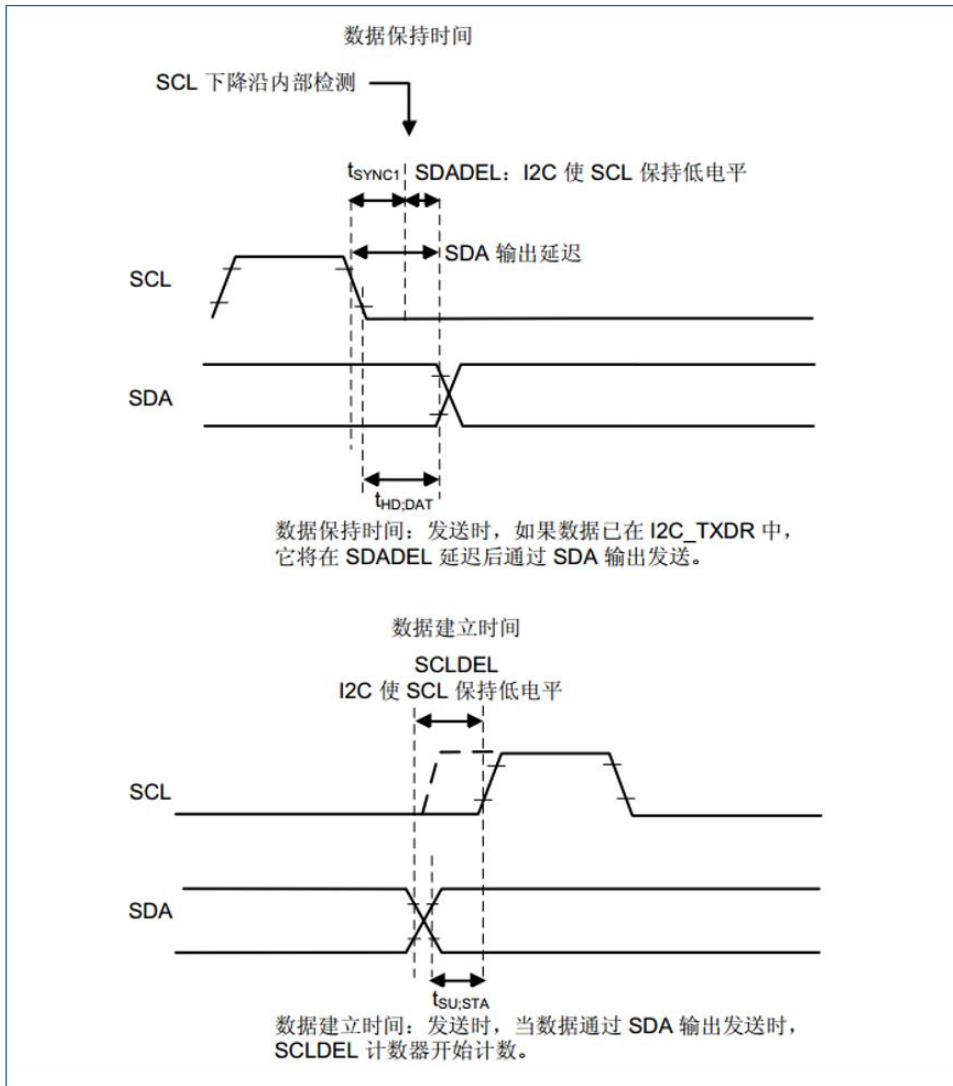 数据保持时间
SCL 下降沿内部检测
tSYNC1 SDADEL：I2C 使 SCL 保持低电平
SDA 输出延迟
SCL
SDA
tHD;DAT
数据保持时间：发送时，如果数据已在 I2C_TXDR 中，
它将在 SDADEL 延迟后通过 SDA 输出发送。
数据建立时间
SCLDEL
I2C 使 SCL 保持低电平
SCL
SDA
tSU;STA
数据建立时间：发送时，当数据通过 SDA 输出发送时，
SCLDEL 计数器开始计数。